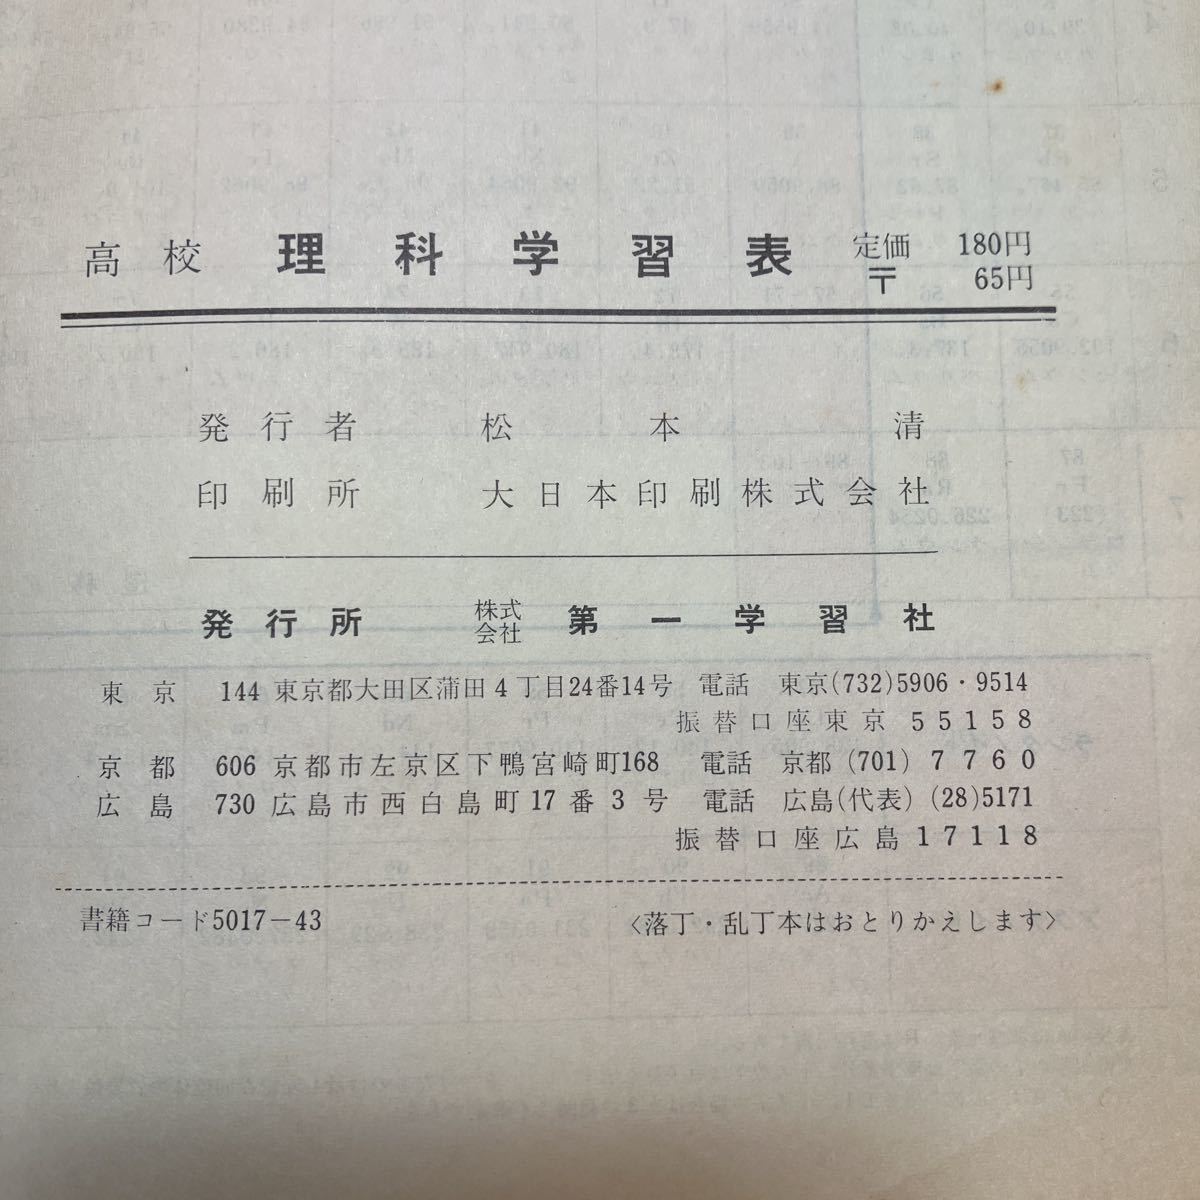 高校 理科学習表 定価 180円
〒 65円
発行者 松本清
印刷所 大日本印刷株式会社
発行所 株式会社 第一学習社
東京 144 東京都大田区蒲田4丁目24番14号 電話 東京(732)5906・9514
振替口座東京 55158
京都 606 京都市左京区下鴨宮崎町168 電話 京都(701)7760
広島 730 広島市西白島町17番3号 電話 広島(代表)(28)5171
振替口座広島 17118
書籍コード5017-43 <落丁・乱丁本はおとりかえします>